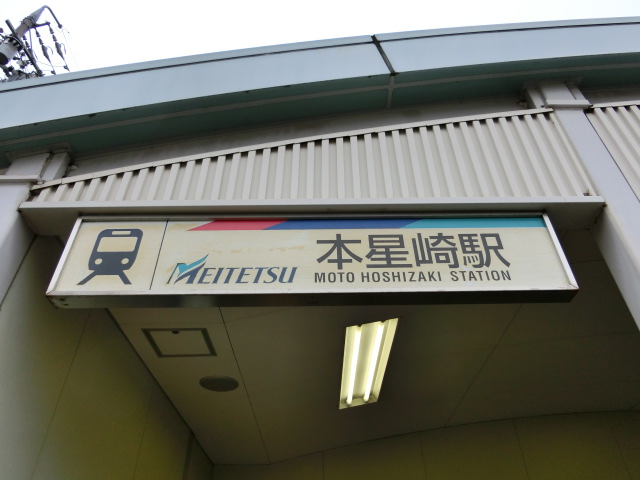 MEITETSU
本星崎駅
MOTO HOSHIZAKI STATION